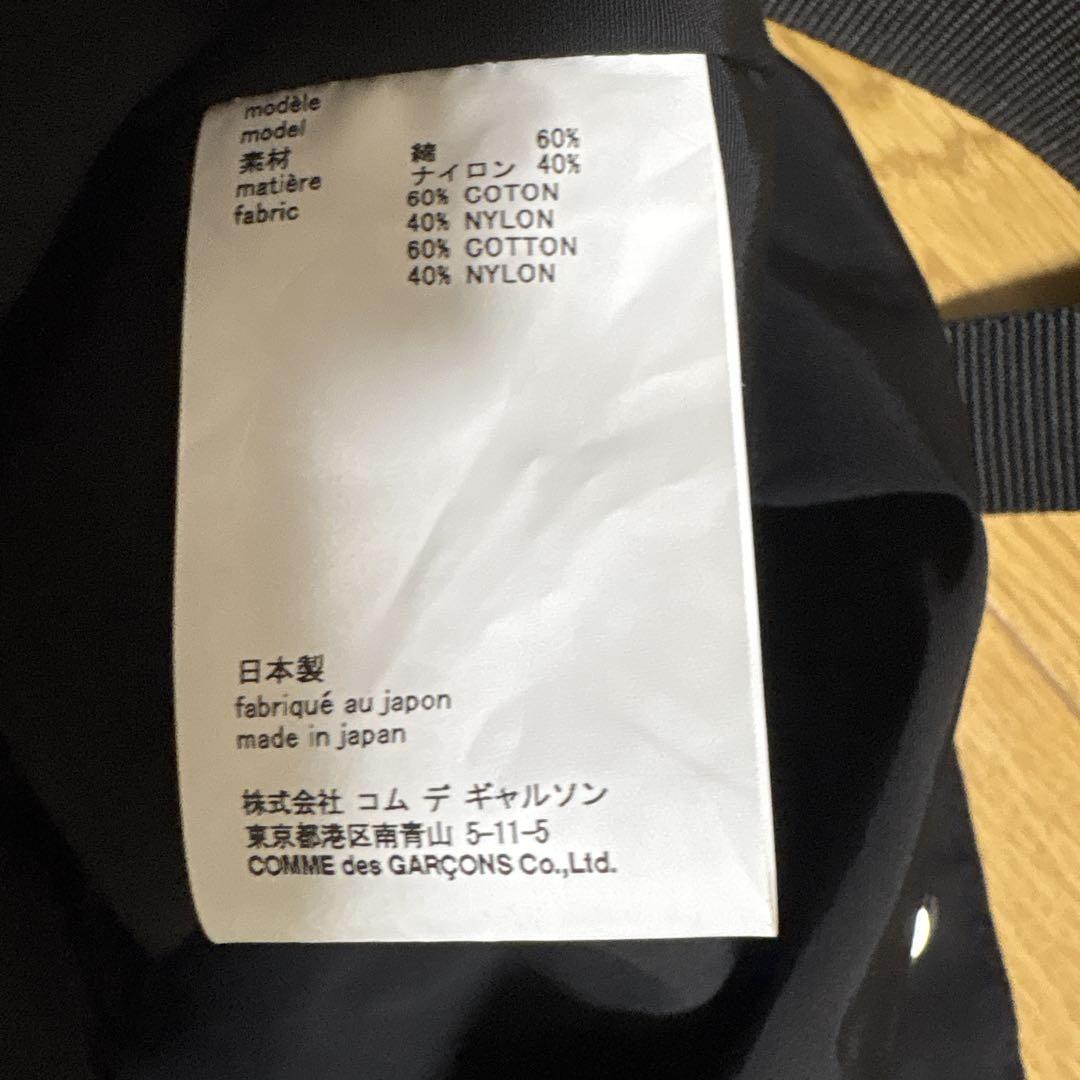 modèle
model
素材 綿 60%
matière ナイロン 40%
fabric 60% COTON
40% NYLON
60% COTTON
40% NYLON
日本製
fabriqué au japon
made in japan
株式会社 コム デ ギャルソン
東京都港区南青山 5-11-5
COMME des GARÇONS Co.,Ltd.